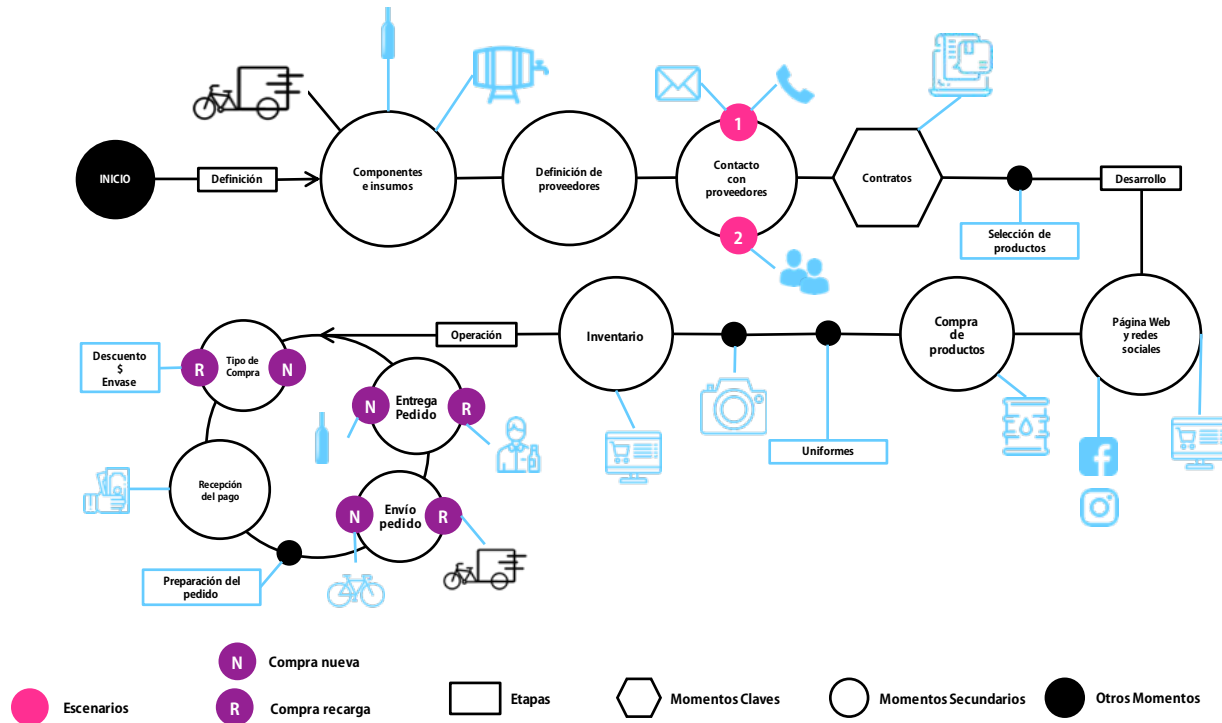 INICIO
Definición
Componentes
e insumos
Definición de
proveedores
1
Contacto
con
proveedores
2
Contratos
Selección de
productos
Desarrollo
Página Web
y redes
sociales
Compra
de
productos
Uniformes
Inventario
Operación
Tipo de
Compra
R
N
Descuento
$
Envase
N
Entrega
Pedido
R
Recepción
del pago
N
Envío
pedido
R
Preparación del
pedido
N
Compra nueva
Escenarios
R
Compra recarga
Etapas
Momentos Claves
Momentos Secundarios
Otros Momentos